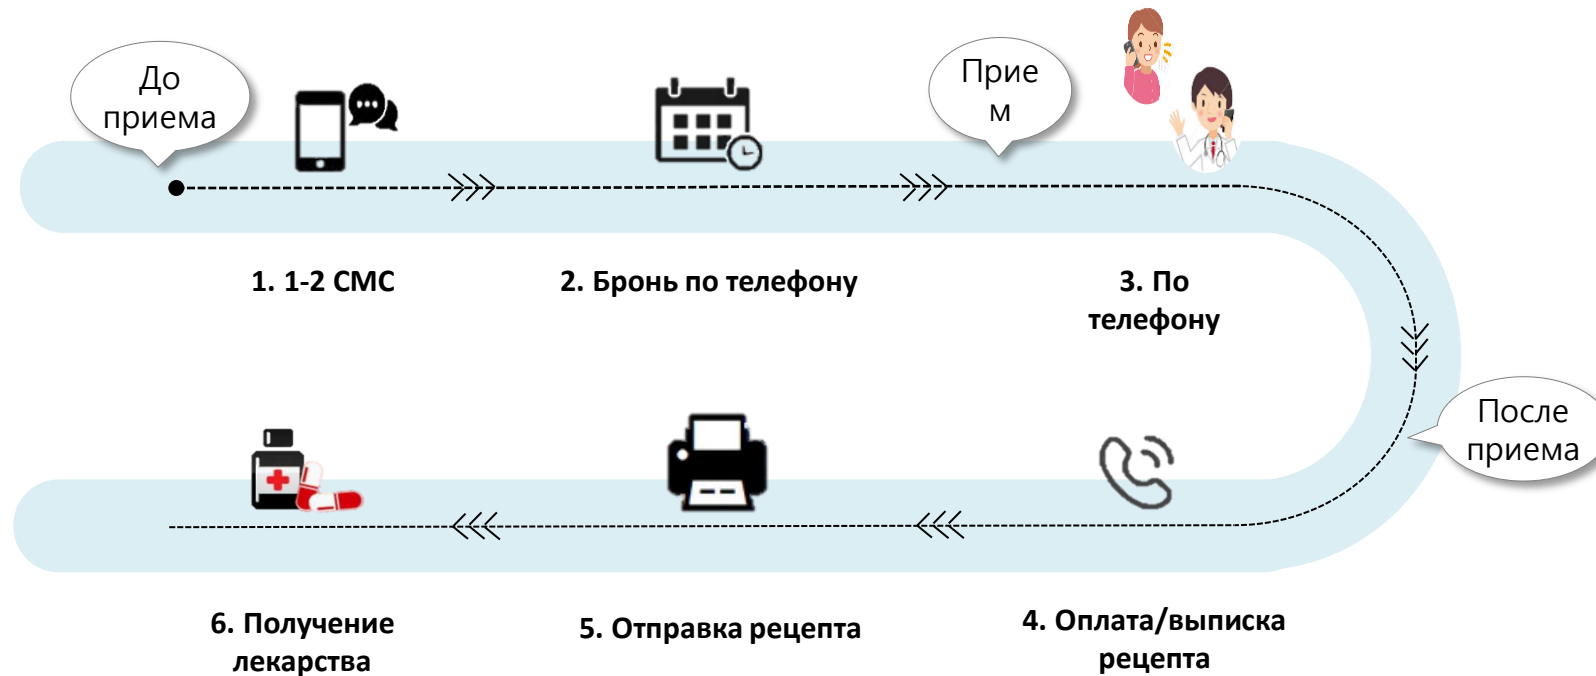 До
приема
Прие
м
1. 1-2 СМС
2. Бронь по телефону
3. По
телефону
После
приема
4. Оплата/выписка
рецепта
5. Отправка рецепта
6. Получение
лекарства